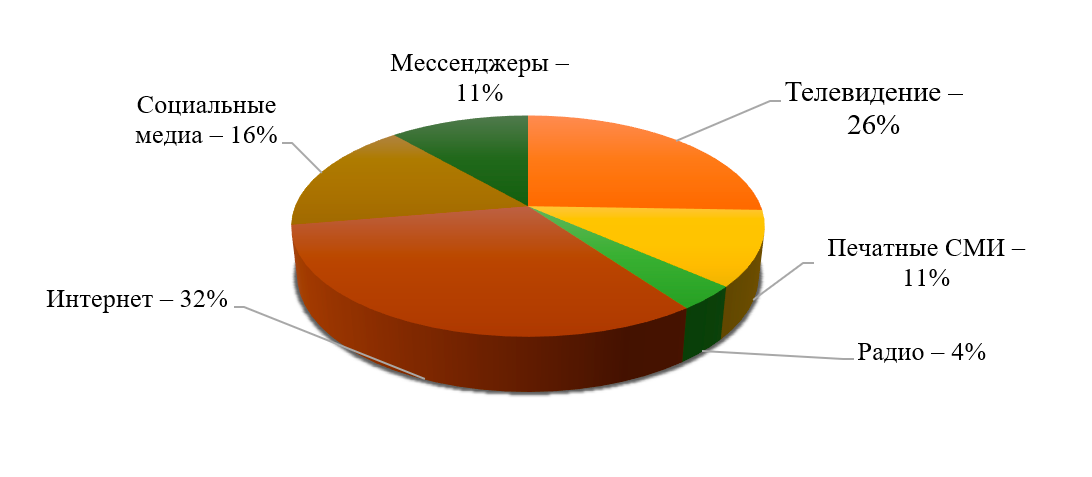 Мессенджеры –
11%
Социальные
медиа – 16%
Телевидение –
26%
Печатные СМИ –
11%
Интернет – 32%
Радио – 4%